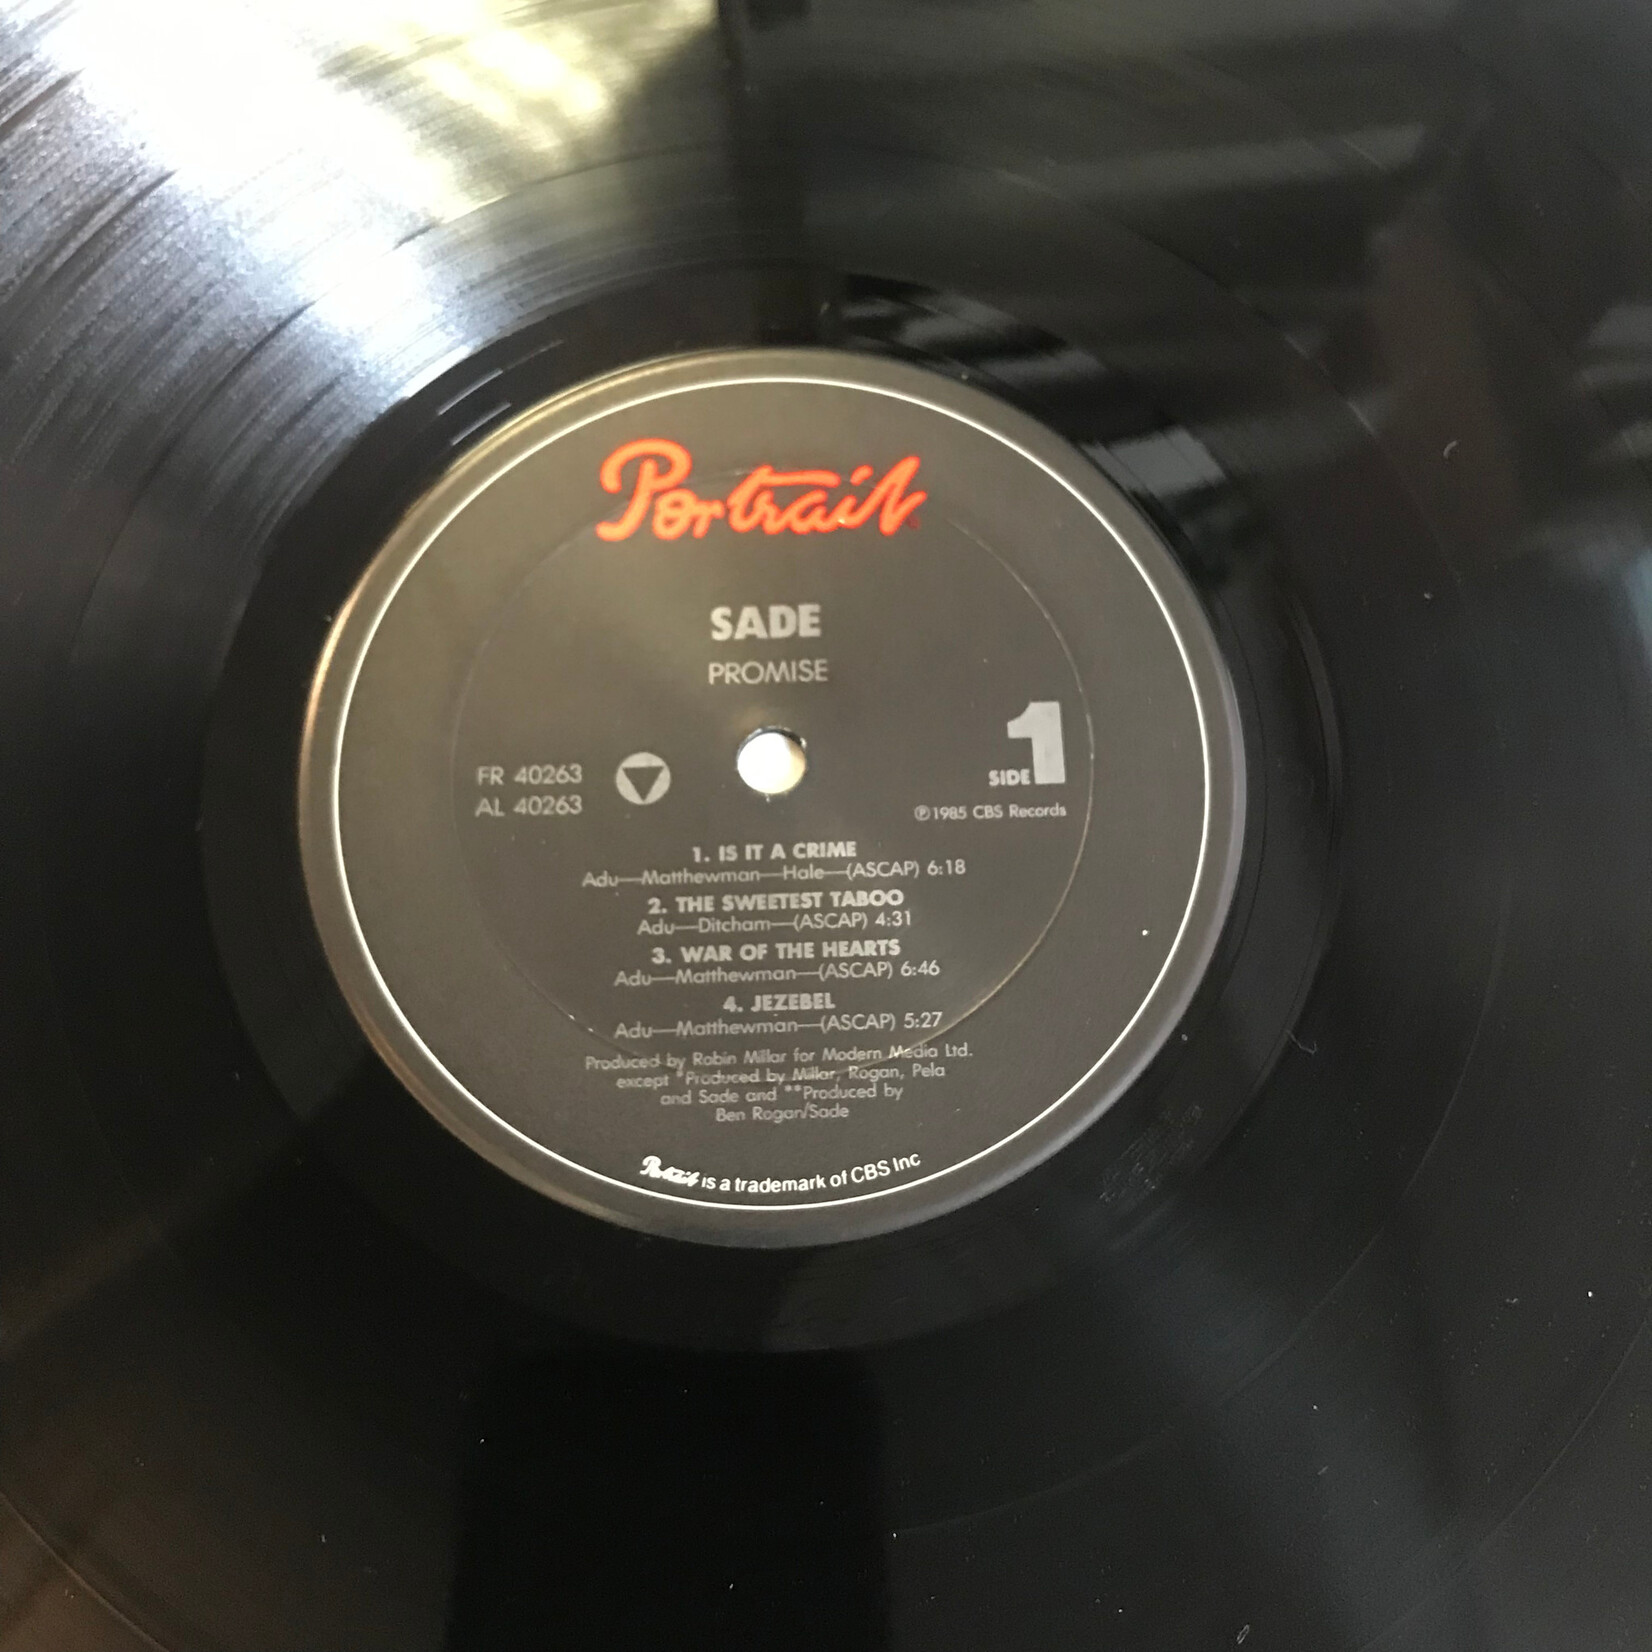 Portrait
SADE
PROMISE
FR 40263
AL 40263
SIDE 1
℗1985 CBS Records
1. IS IT A CRIME
Adu—Matthewman—Hale—(ASCAP) 6:18
2. THE SWEETEST TABOO
Adu—Ditcham—(ASCAP) 4:31
3. WAR OF THE HEARTS
Adu—Matthewman—(ASCAP) 6:46
4. JEZEBEL
Adu—Matthewman—(ASCAP) 5:27
Produced by Robin Millar for Modern Media Ltd.
except *Produced by Millar, Rogan, Pela
and Sade and **Produced by
Ben Rogan/Sade
Portrait is a trademark of CBS Inc